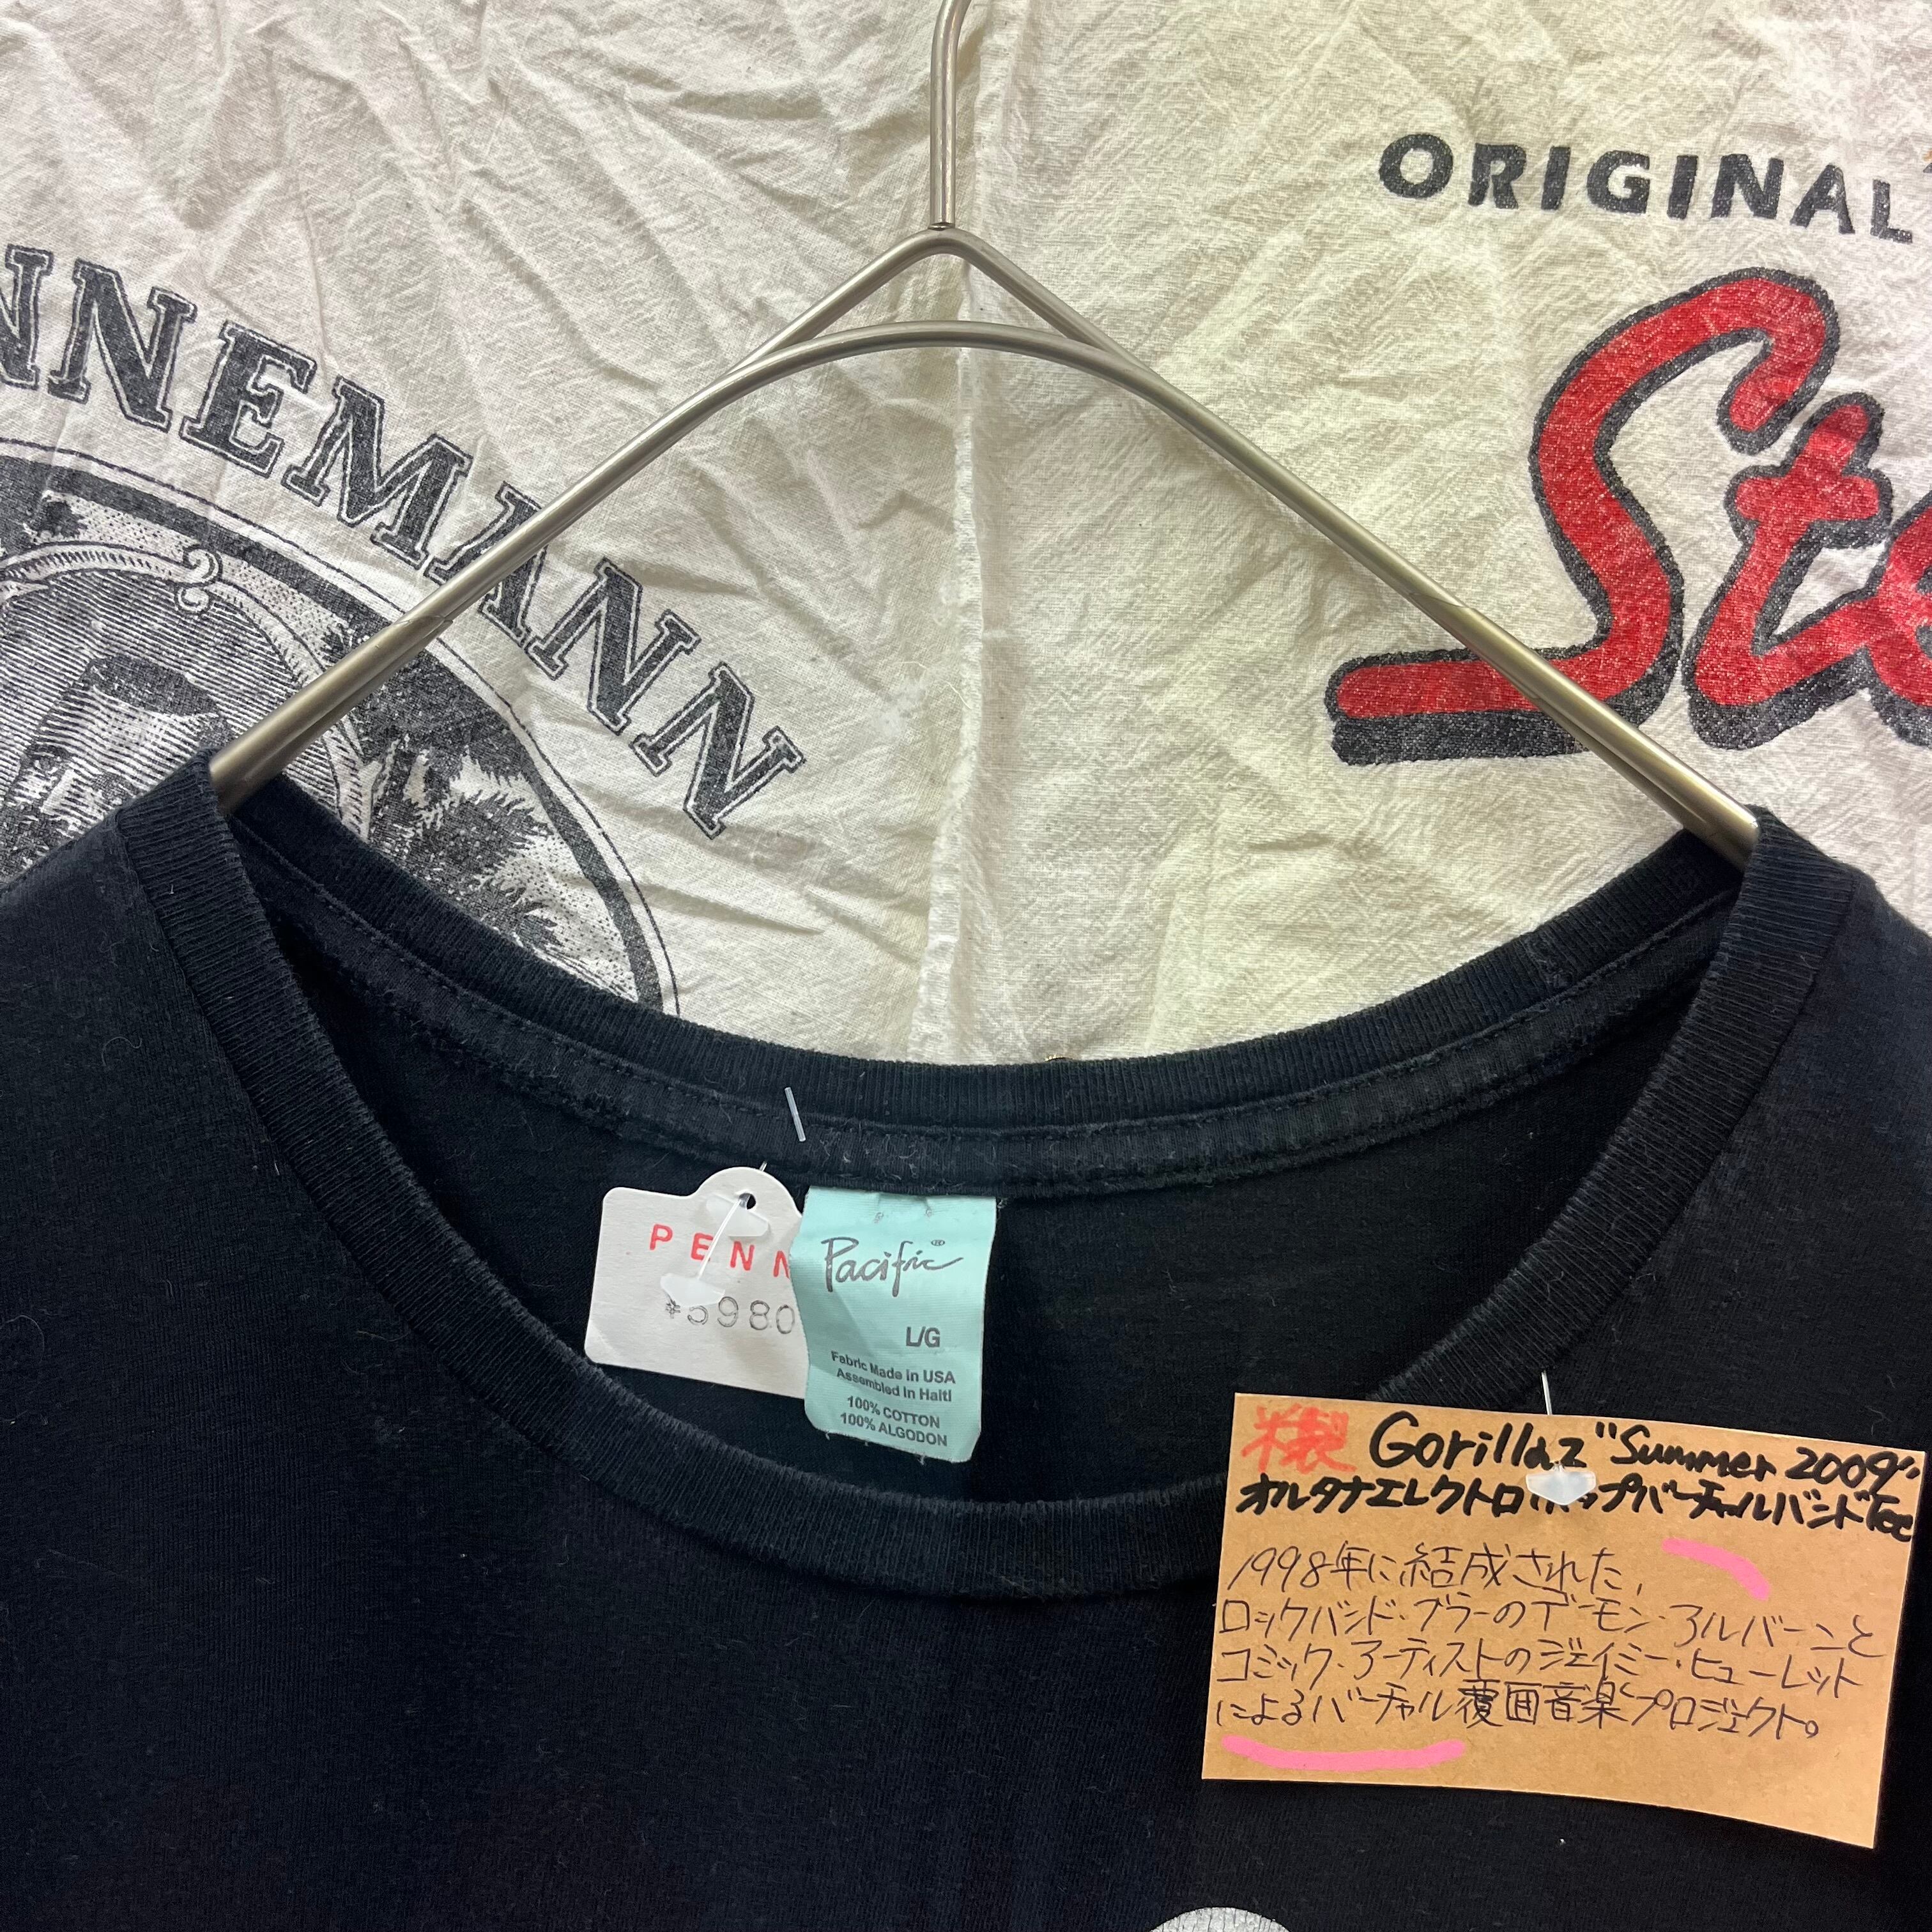 ORIGINAL
NNEMANN
Ste
PENN
¥5980
Pacific®
L/G
Fabric Made in USA
Assembled in Haiti
100% COTTON
100% ALGODON
米製 Gorillaz "Summer 2009"
オルタナエレクトロ ップバーチャルバンドTee
1998年に結成された、
ロックバンド・ブラーのデーモン・アルバーンと
コミック・アーティストのジェイミー・ヒューレット
によるバーチャル覆面音楽プロジェクト。